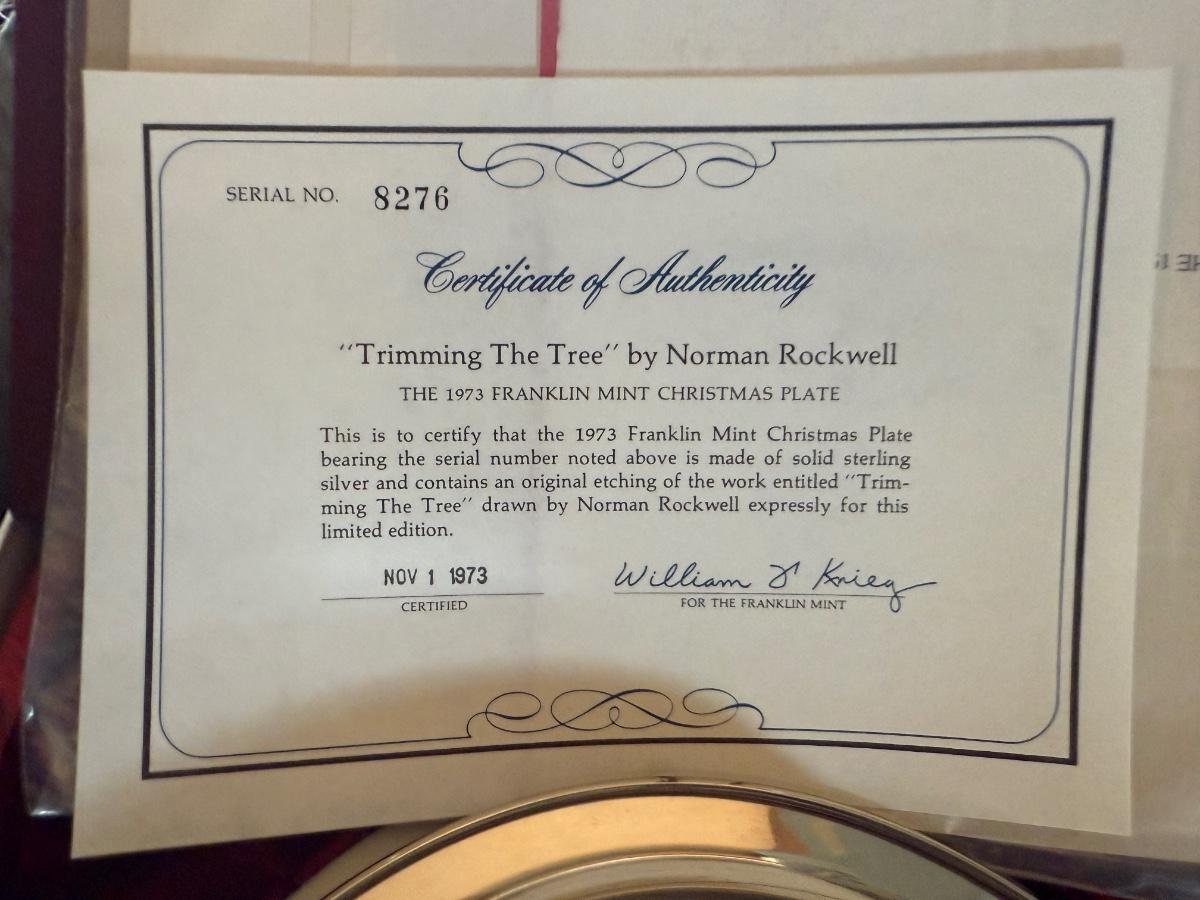 SERIAL NO. 8276
Certificate of Authenticity
"Trimming The Tree" by Norman Rockwell
THE 1973 FRANKLIN MINT CHRISTMAS PLATE
This is to certify that the 1973 Franklin Mint Christmas Plate
bearing the serial number noted above is made of solid sterling
silver and contains an original etching of the work entitled "Trim-
ming The Tree" drawn by Norman Rockwell expressly for this
limited edition.
NOV 1 1973
CERTIFIED
William F Krieg
FOR THE FRANKLIN MINT